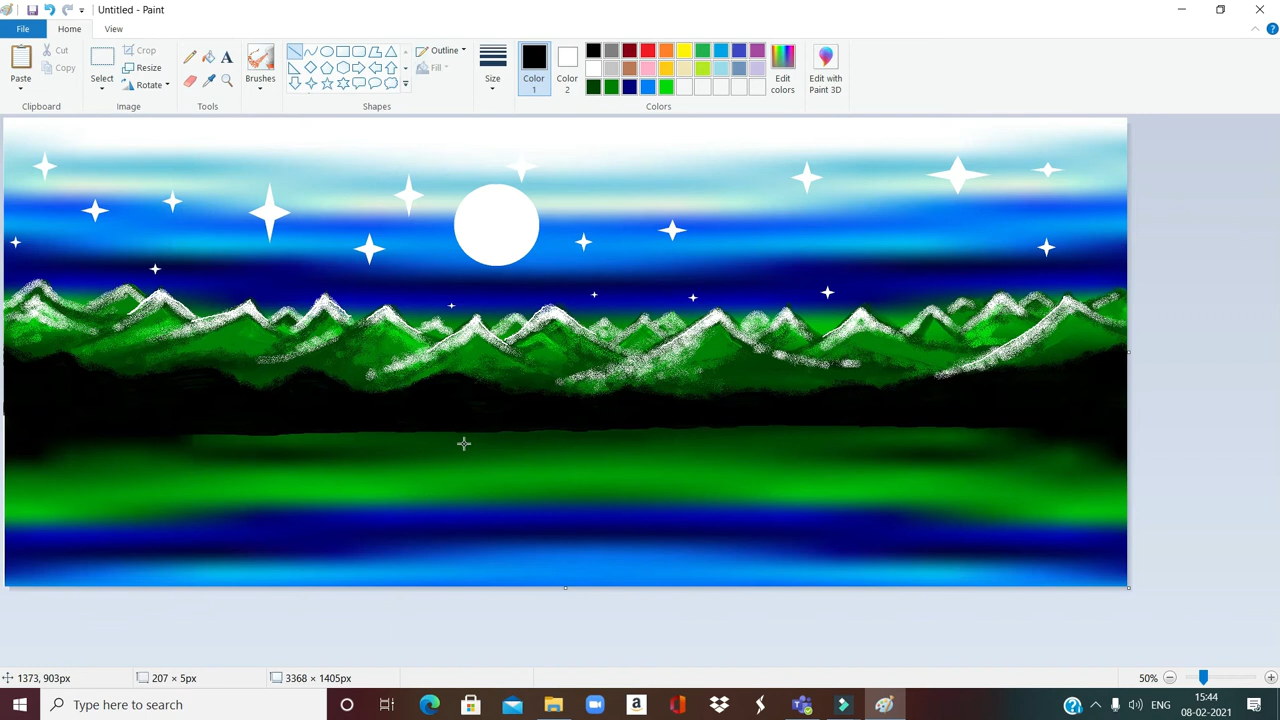 Untitled - Paint
File
Home
View
Paste
Cut
Copy
Clipboard
Select
Crop
Resize
Rotate
Image
A
Tools
Brushes
Outline
Fill
Shapes
Size
Color
1
Color
2
Edit
colors
Colors
Edit with
Paint 3D
1373, 903px
207 × 5px
3368 × 1405px
50%
Type here to search
ENG
15:44
08-02-2021